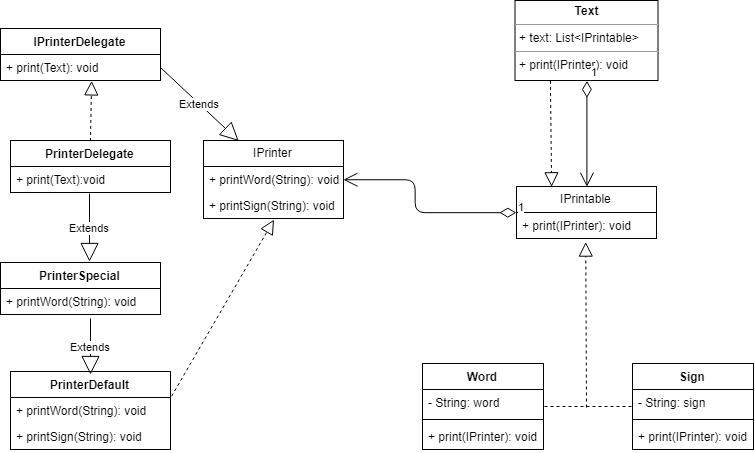 Text
+ text: List<IPrintable>
+ print(IPrinter): void
1
IPrinterDelegate
+ print(Text): void
Extends
PrinterDelegate
+ print(Text):void
Extends
IPrinter
+ printWord(String): void
+ printSign(String): void
IPrintable
1
+ print(IPrinter): void
PrinterSpecial
+ printWord(String): void
Extends
PrinterDefault
+ printWord(String): void
+ printSign(String): void
Word
- String: word
+ print(IPrinter): void
Sign
- String: sign
+ print(IPrinter): void